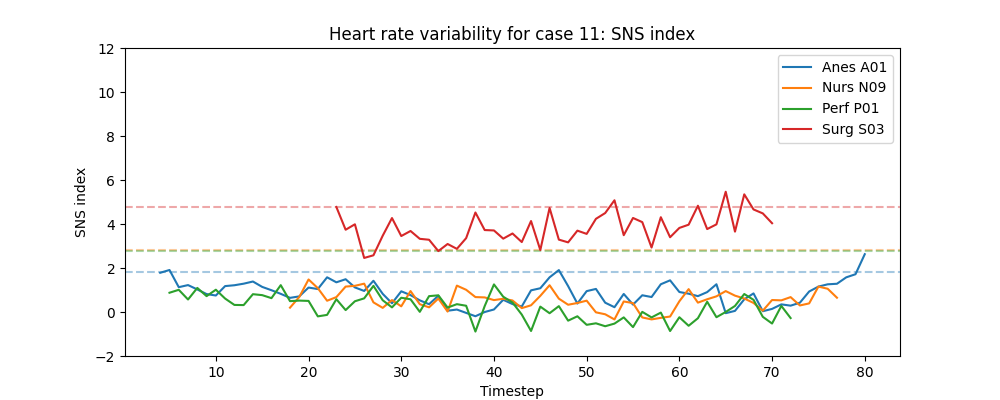 Heart rate variability for case 11: SNS index
12
10
8
6
4
2
0
−2
SNS index
Anes A01
Nurs N09
Perf P01
Surg S03
10 20 30 40 50 60 70 80
Timestep